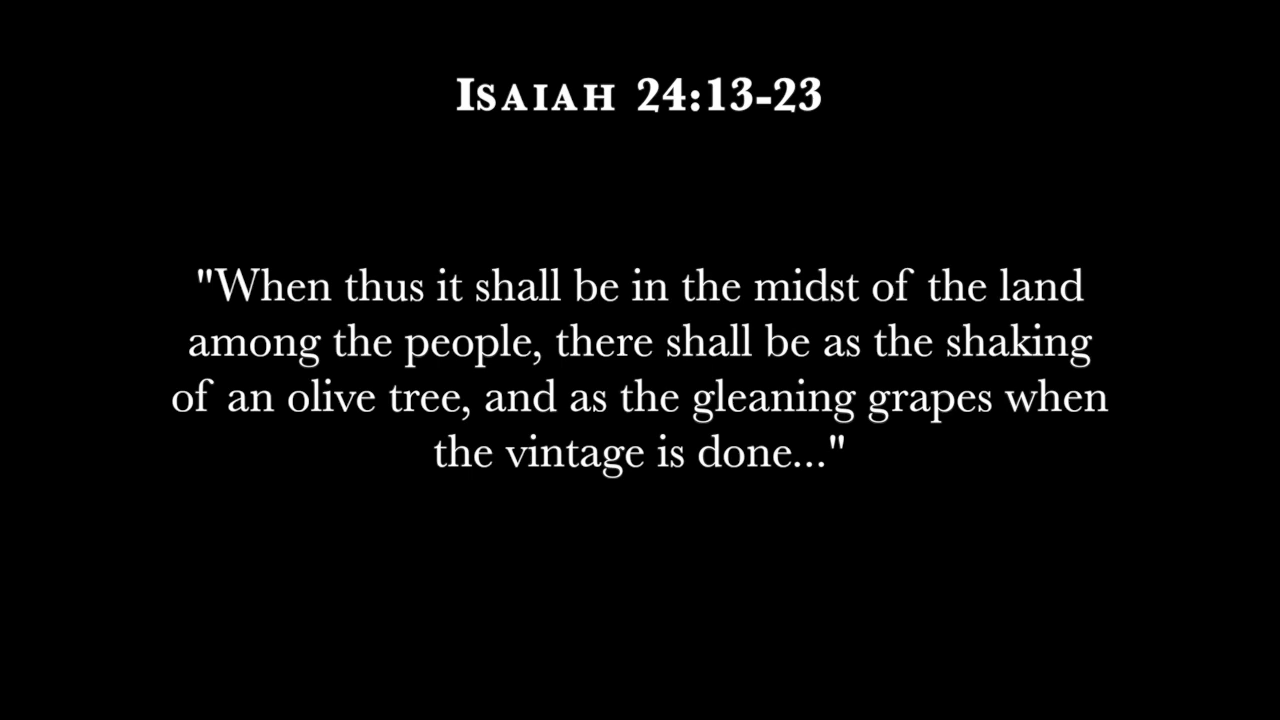 Isaiah 24:13-23
"When thus it shall be in the midst of the land
among the people, there shall be as the shaking
of an olive tree, and as the gleaning grapes when
the vintage is done..."